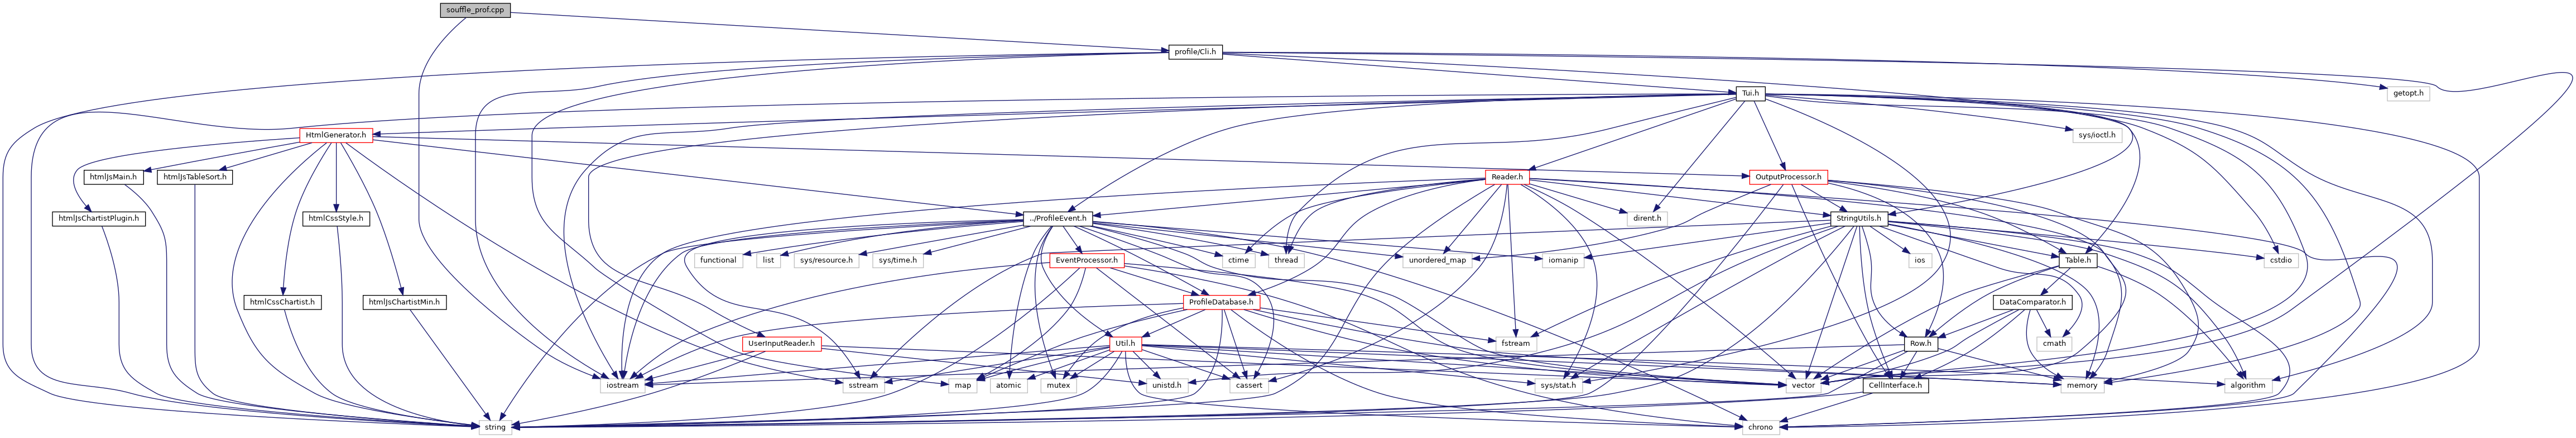 souffle_prof.cpp
profile/Cli.h
Tui.h
getopt.h
HtmlGenerator.h
sys/ioctl.h
htmlJsMain.h
htmlJsTableSort.h
Reader.h
OutputProcessor.h
htmlJsChartistPlugin.h
htmlCssStyle.h
../ProfileEvent.h
dirent.h
StringUtils.h
functional
list
sys/resource.h
sys/time.h
EventProcessor.h
ctime
thread
unordered_map
iomanip
ios
Table.h
cstdio
htmlCssChartist.h
htmlJsChartistMin.h
ProfileDatabase.h
DataComparator.h
UserInputReader.h
Util.h
fstream
Row.h
cmath
iostream
sstream
map
atomic
mutex
unistd.h
cassert
sys/stat.h
vector
CellInterface.h
memory
algorithm
string
chrono